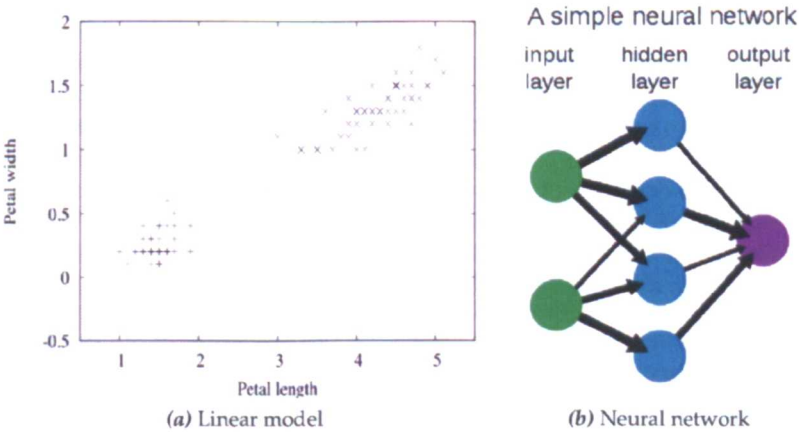 2
1.5
1
0.5
0
-0.5
Petal width
1
2
3
4
5
Petal length
(a) Linear model
A simple neural network
input
layer
hidden
layer
output
layer
(b) Neural network